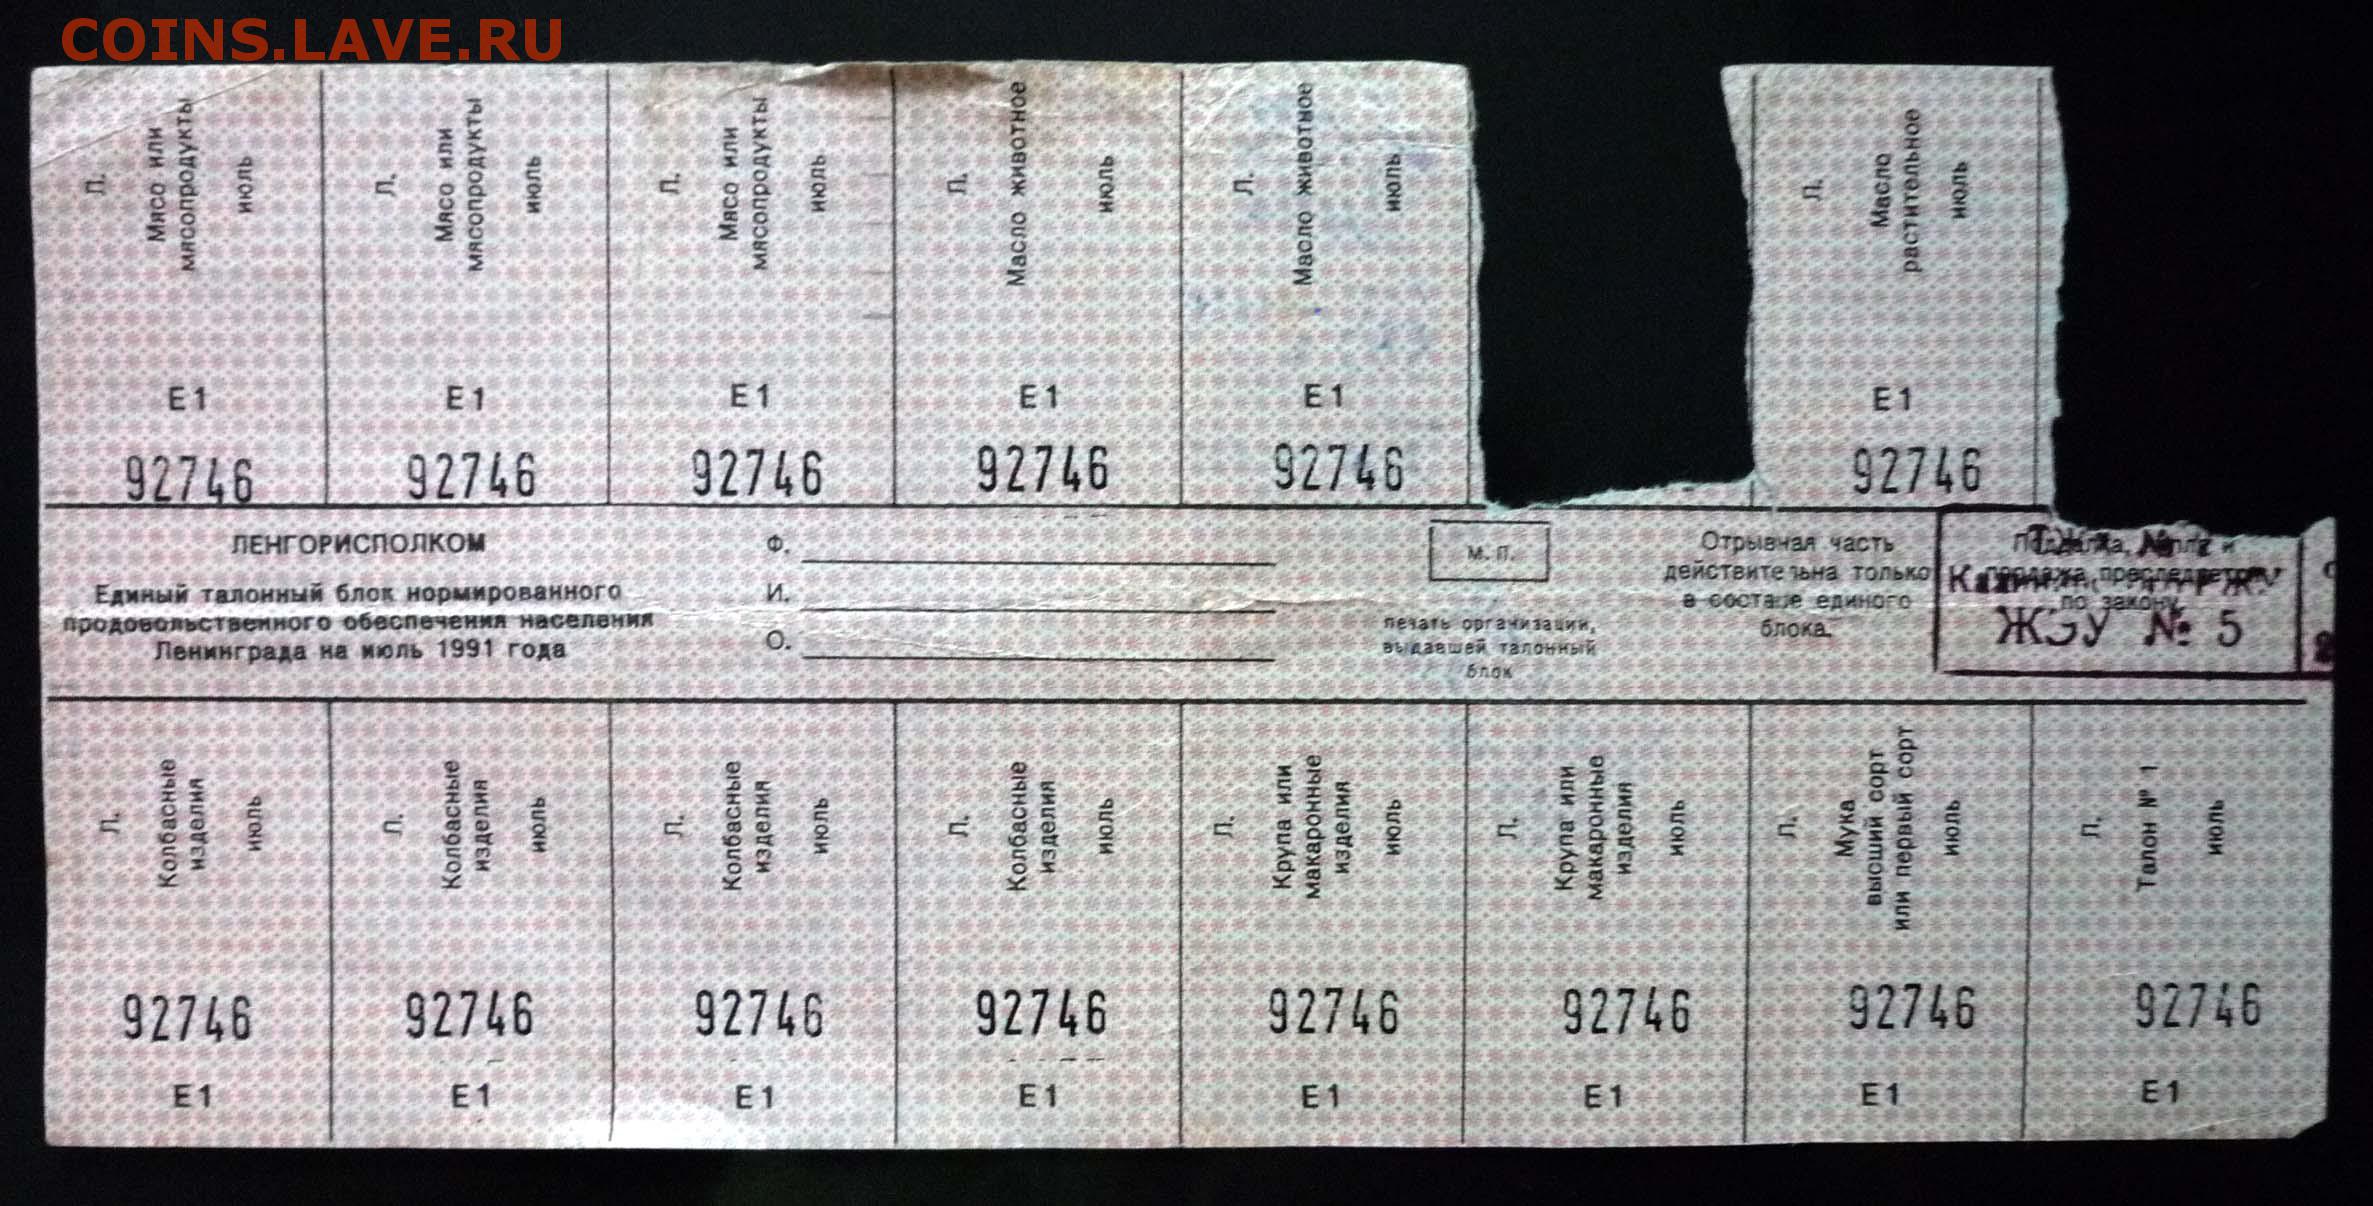 COINS.LAVE.RU
Л.
Мясо или
мясопродукты
июль
Е1
92746
Л.
Мясо или
мясопродукты
июль
Е1
92746
Л.
Мясо или
мясопродукты
июль
Е1
92746
Л.
Масло животное
июль
Е1
92746
Л.
Масло животное
июль
Е1
92746
Л.
Масло
растительное
июль
Е1
92746
ЛЕНГОРИСПОЛКОМ
Единый талонный блок нормированного
продовольственного обеспечения населения
Ленинграда на июль 1991 года
Ф.
И.
О.
М.П.
печать организации,
выдавшей талонный
блок
Отрывная часть
действительна только
в составе единого
блока.
продажа преследуется
по закону
ЖЭУ № 5
Л.
Колбасные
изделия
июль
92746
Е1
Л.
Колбасные
изделия
июль
92746
Е1
Л.
Колбасные
изделия
июль
92746
Е1
Л.
Колбасные
изделия
июль
92746
Е1
Л.
Крупа или
макаронные
изделия
июль
92746
Е1
Л.
Крупа или
макаронные
изделия
июль
92746
Е1
Л.
Мука
высший сорт
или первый сорт
июль
92746
Е1
Л.
Талон № 1
июль
92746
Е1